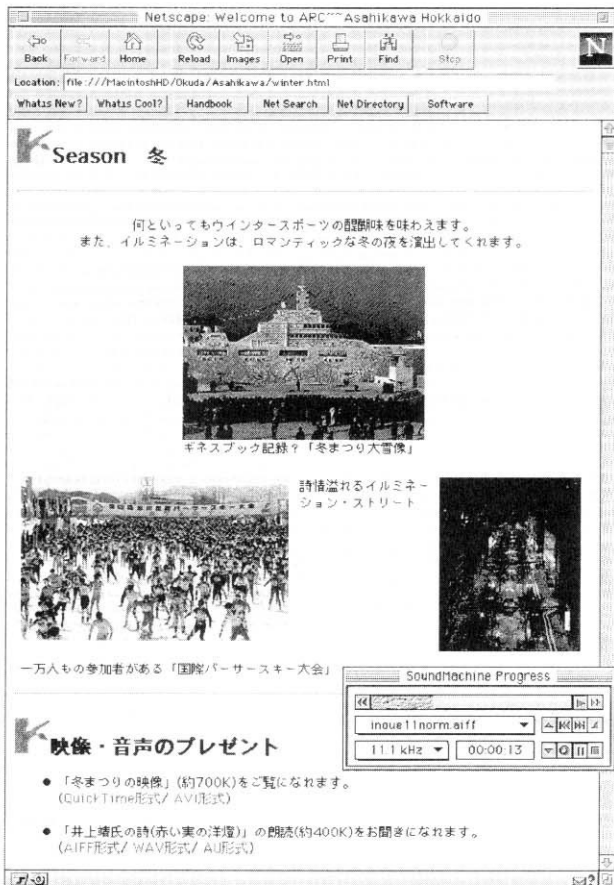 Netscape: Welcome to ARC~~Asahikawa Hokkaido
Back Forward Home Reload Images Open Print Find Stop
N
Location: file:///MacintoshHD/Okuda/Asahikawa/winter.html
What's New? What's Cool? Handbook Net Search Net Directory Software
Season 冬
何といってもウインタースポーツの醍醐味を味わえます。
また、イルミネーションは、ロマンティックな冬の夜を演出してくれます。
ギネスブック記録？「冬まつり大雪像」
詩情溢れるイルミネー
ション・ストリート
一万人もの参加者がある「国際バーサースキー大会」
SoundMachine Progress
inoue11norm.aiff
11.1 kHz 00:00:13
映像・音声のプレゼント
● 「冬まつりの映像」(約700K)をご覧になれます。
(QuickTime形式/ AVI形式)
● 「井上靖氏の詩(赤い実の洋燈)」の朗読(約400K)をお聞きになれます。
(AIFF形式/ WAV形式/ AU形式)